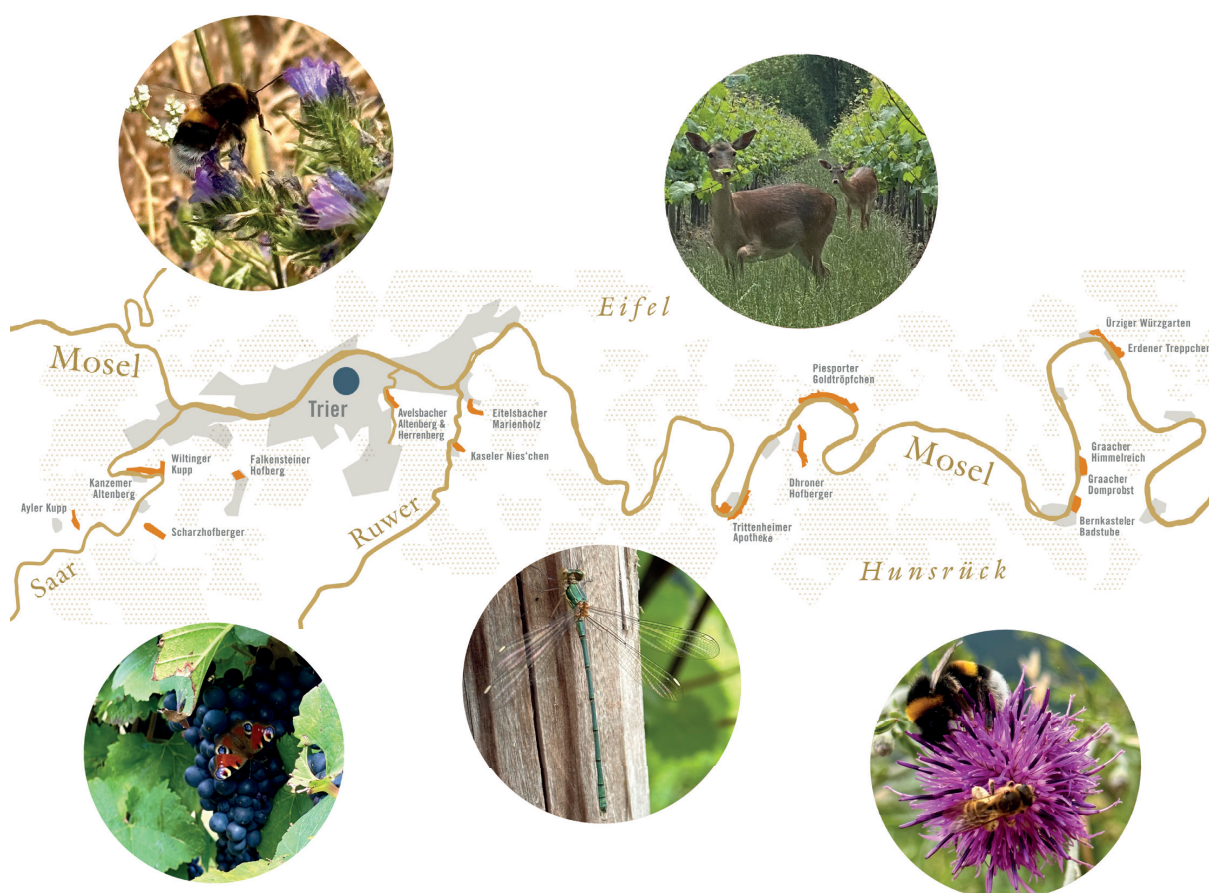 Eifel
Mosel
Trier
Avelsbacher
Altenberg &
Herrenberg
Eitelsbacher
Marienholz
Kaseler Nies'chen
Wiltinger
Kupp
Falkensteiner
Hofberg
Kanzemer
Altenberg
Ayler Kupp
Scharzhofberger
Saar
Ruwer
Piesporter
Goldtröpfchen
Dhroner
Hofberger
Trittenheimer
Apotheke
Mosel
Hunsrück
Ürziger Würzgarten
Erdener Treppchen
Graacher
Himmelreich
Graacher
Domprobst
Bernkasteler
Badstube